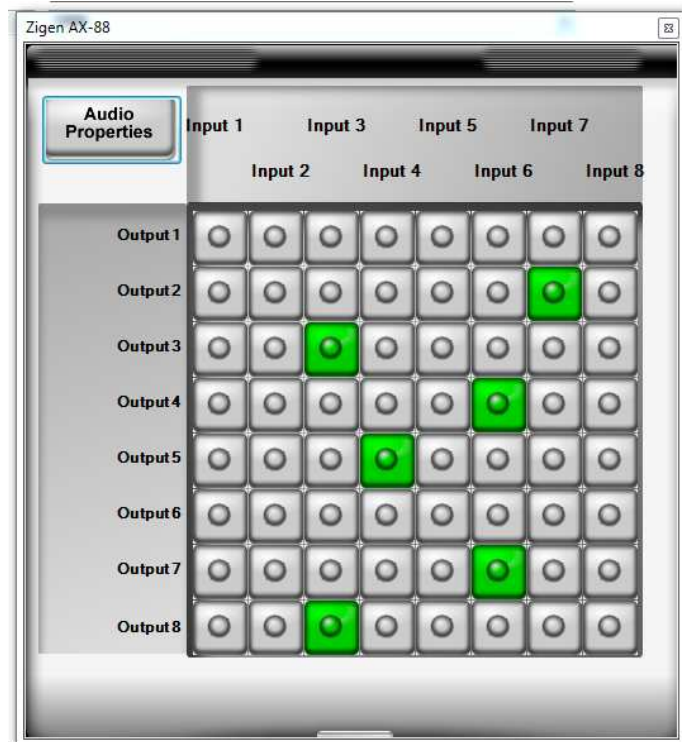 Zigen AX-88
Audio
Properties
Input 1 Input 3 Input 5 Input 7
Input 2 Input 4 Input 6 Input 8
Output 1
Output 2
Output 3
Output 4
Output 5
Output 6
Output 7
Output 8